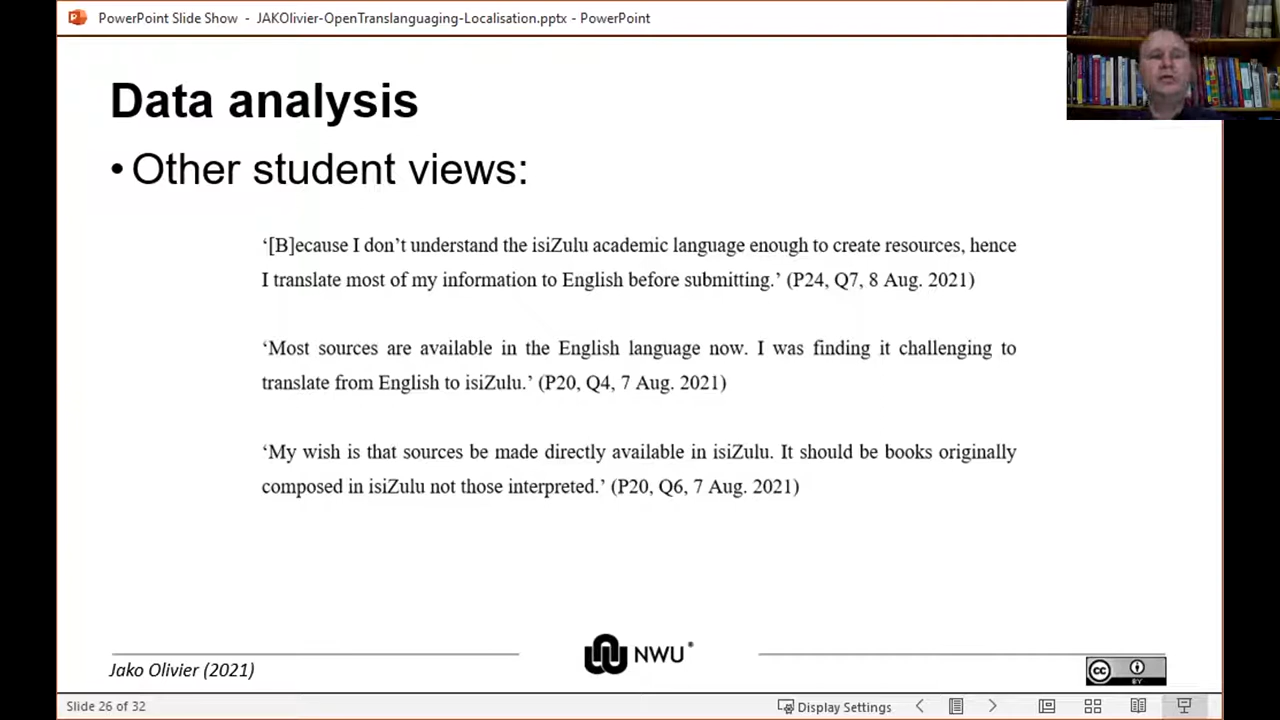 PowerPoint Slide Show - JAKOlivier-OpenTranslanguaging-Localisation.pptx - PowerPoint
Data analysis
• Other student views:
‘[B]ecause I don’t understand the isiZulu academic language enough to create resources, hence
I translate most of my information to English before submitting.’ (P24, Q7, 8 Aug. 2021)
‘Most sources are available in the English language now. I was finding it challenging to
translate from English to isiZulu.’ (P20, Q4, 7 Aug. 2021)
‘My wish is that sources be made directly available in isiZulu. It should be books originally
composed in isiZulu not those interpreted.’ (P20, Q6, 7 Aug. 2021)
Jako Olivier (2021)
NWU®
cc
BY
Slide 26 of 32
Display Settings